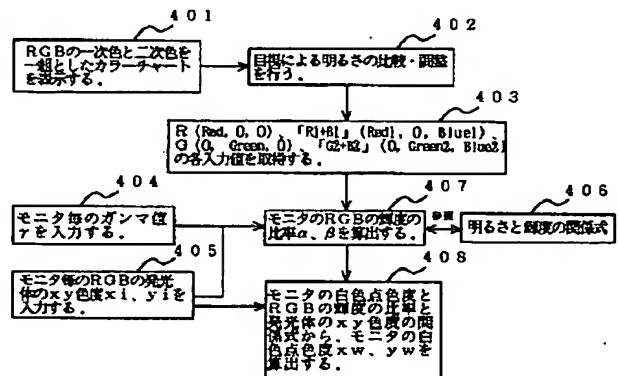 401
RGBの一次色と二次色を
一組としたカラーチャート
を表示する。
402
目視による明るさの比較・調整
を行う。
403
R (Red, 0, 0)、「R1+B1」 (Red1, 0, Blue1)、
G (0, Green, 0)、「G2+B2」 (0, Green2, Blue2)
の各入力値を取得する。
404
モニタ毎のガンマ値
γを入力する。
405
モニタ毎のRGBの発光
体のxy色度xi、yiを
入力する。
407
モニタのRGBの輝度の
比率α、βを算出する。
参照
406
明るさと輝度の関係式
408
モニタの白色点色度と
RGBの輝度の比率と
発光体のxy色度の関
係式から、モニタの白
色点色度xw、ywを
算出する。